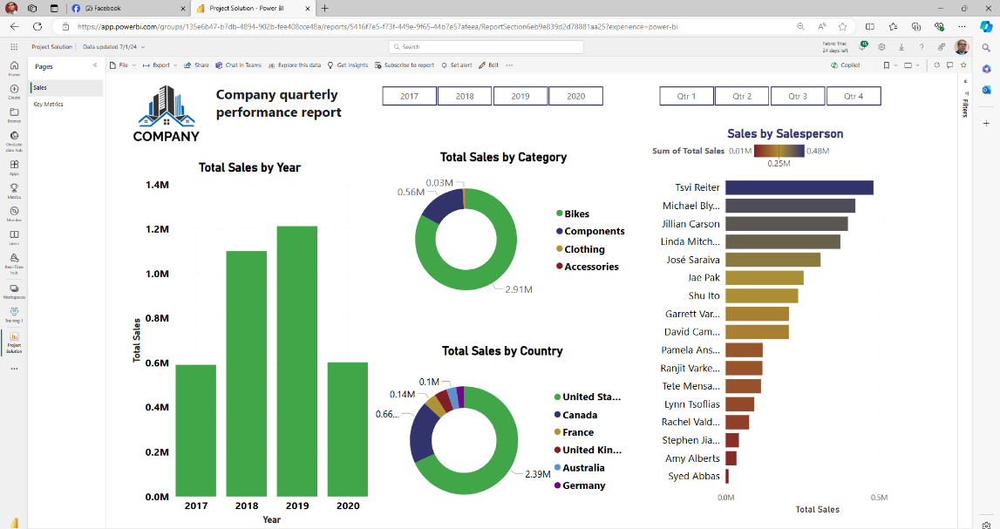 (2) Facebook
Project Solution - Power BI
https://app.powerbi.com/groups/135e6b47-b7db-4894-902b-fee408cce48a/reports/5416f7e5-f73f-449e-9f65-44b7e57afeea/ReportSection6eb9e839d2d78881aa25?experience=power-bi
Project Solution
Data updated 7/1/24
Search
Fabric Trial
24 days left
15
Home
Create
Browse
OneLake
data hub
Apps
Metrics
Monitor
Learn
Real-Time
hub
Workspaces
Training 1
Project
Solution
Pages
Sales
Key Metrics
File
Export
Share
Chat in Teams
Explore this data
Get insights
Subscribe to report
Set alert
Edit
Copilot
Filters
COMPANY
Company quarterly
performance report
2017
2018
2019
2020
Qtr 1
Qtr 2
Qtr 3
Qtr 4
Total Sales by Year
1.4M
1.2M
1.0M
0.8M
0.6M
0.4M
0.2M
0.0M
Total Sales
2017
2018
2019
2020
Year
Total Sales by Category
0.03M
0.56M
2.91M
Bikes
Components
Clothing
Accessories
Total Sales by Country
0.1M
0.14M
0.66...
2.39M
United Sta...
Canada
France
United Kin...
Australia
Germany
Sales by Salesperson
Sum of Total Sales
0.01M
0.48M
0.25M
Tsvi Reiter
Michael Bly...
Jillian Carson
Linda Mitch...
José Saraiva
Jae Pak
Shu Ito
Garrett Var...
David Cam...
Pamela Ans...
Ranjit Varke...
Tete Mensa...
Lynn Tsoflias
Rachel Vald...
Stephen Jia...
Amy Alberts
Syed Abbas
0.0M
0.5M
Total Sales